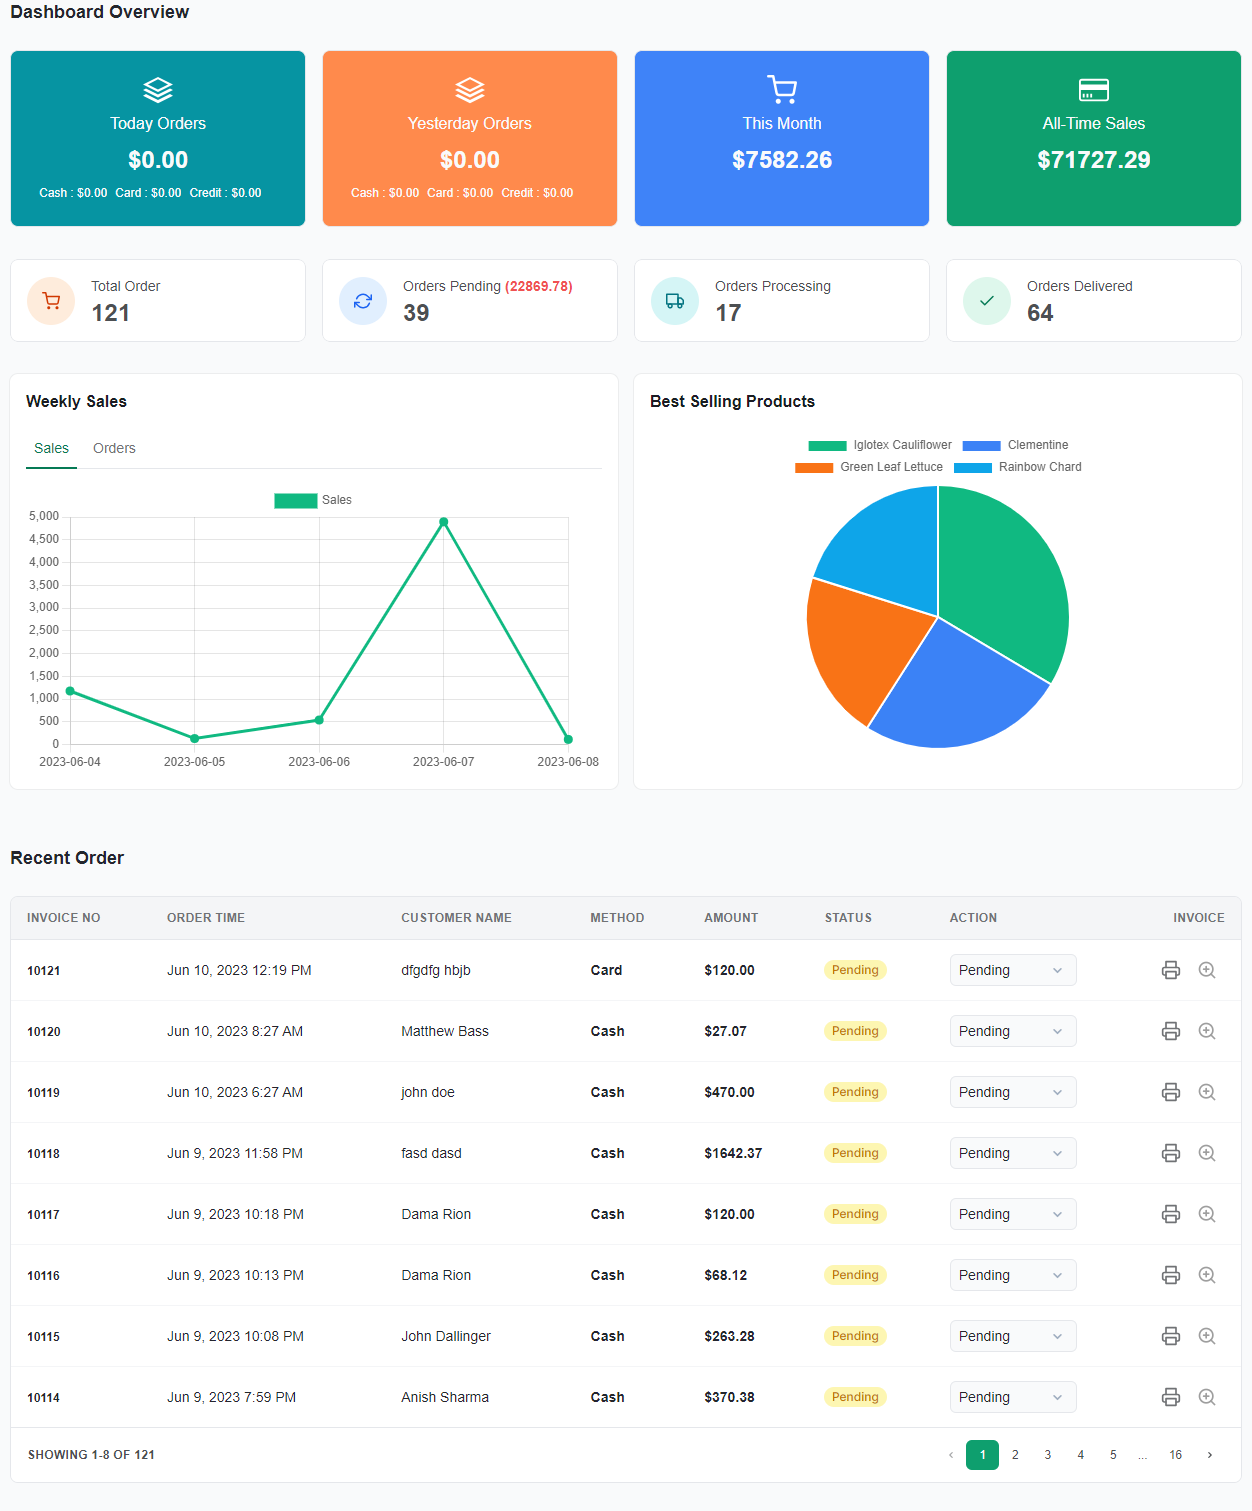 Dashboard Overview
Today Orders
$0.00
Cash : $0.00 Card : $0.00 Credit : $0.00
Yesterday Orders
$0.00
Cash : $0.00 Card : $0.00 Credit : $0.00
This Month
$7582.26
All-Time Sales
$71727.29
Total Order
121
Orders Pending (22869.78)
39
Orders Processing
17
Orders Delivered
64
Weekly Sales
Sales Orders
Sales
5,000
4,500
4,000
3,500
3,000
2,500
2,000
1,500
1,000
500
0
2023-06-04 2023-06-05 2023-06-06 2023-06-07 2023-06-08
Best Selling Products
Iglotex Cauliflower Clementine
Green Leaf Lettuce Rainbow Chard
Recent Order
INVOICE NO ORDER TIME CUSTOMER NAME METHOD AMOUNT STATUS ACTION INVOICE
10121 Jun 10, 2023 12:19 PM dfgdfg hbjb Card $120.00 Pending Pending
10120 Jun 10, 2023 8:27 AM Matthew Bass Cash $27.07 Pending Pending
10119 Jun 10, 2023 6:27 AM john doe Cash $470.00 Pending Pending
10118 Jun 9, 2023 11:58 PM fasd dasd Cash $1642.37 Pending Pending
10117 Jun 9, 2023 10:18 PM Dama Rion Cash $120.00 Pending Pending
10116 Jun 9, 2023 10:13 PM Dama Rion Cash $68.12 Pending Pending
10115 Jun 9, 2023 10:08 PM John Dallinger Cash $263.28 Pending Pending
10114 Jun 9, 2023 7:59 PM Anish Sharma Cash $370.38 Pending Pending
SHOWING 1-8 OF 121
1 2 3 4 5 ... 16